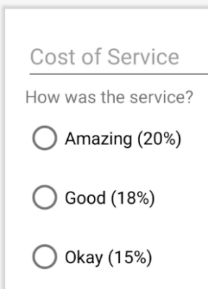 Cost of Service
How was the service?
Amazing (20%)
Good (18%)
Okay (15%)